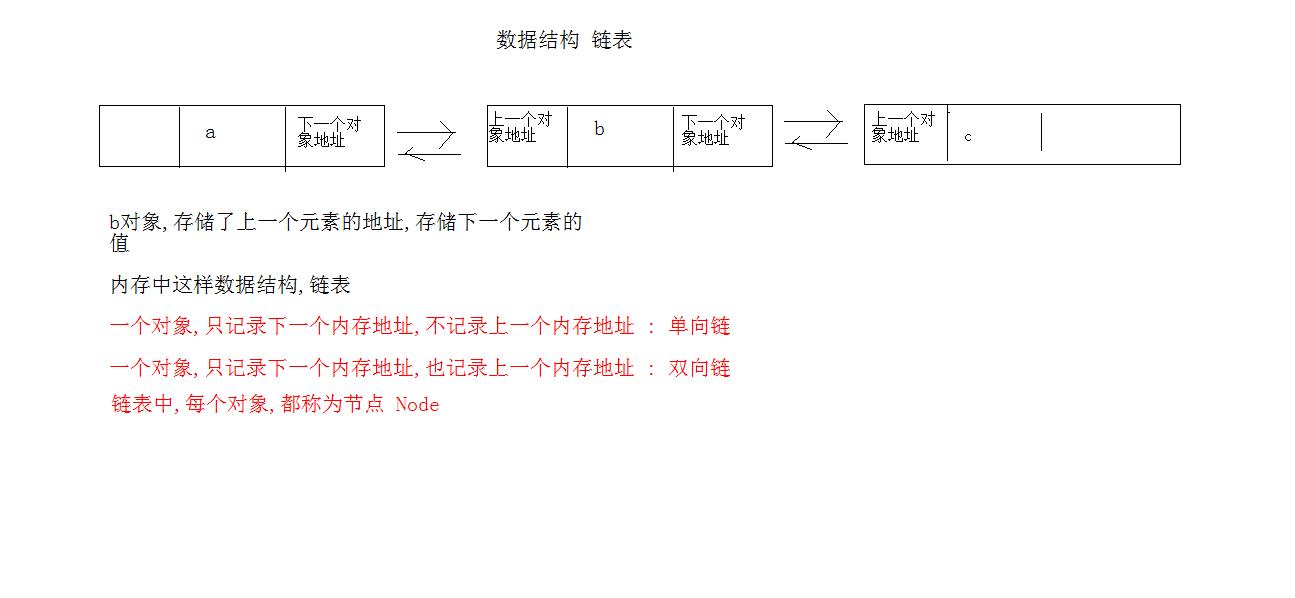 数据结构 链表
a
下一个对
象地址
上一个对
象地址
b
下一个对
象地址
上一个对
象地址
c
b对象,存储了上一个元素的地址,存储下一个元素的
值
内存中这样数据结构,链表
一个对象,只记录下一个内存地址,不记录上一个内存地址 : 单向链
一个对象,只记录下一个内存地址,也记录上一个内存地址 : 双向链
链表中,每个对象,都称为节点 Node